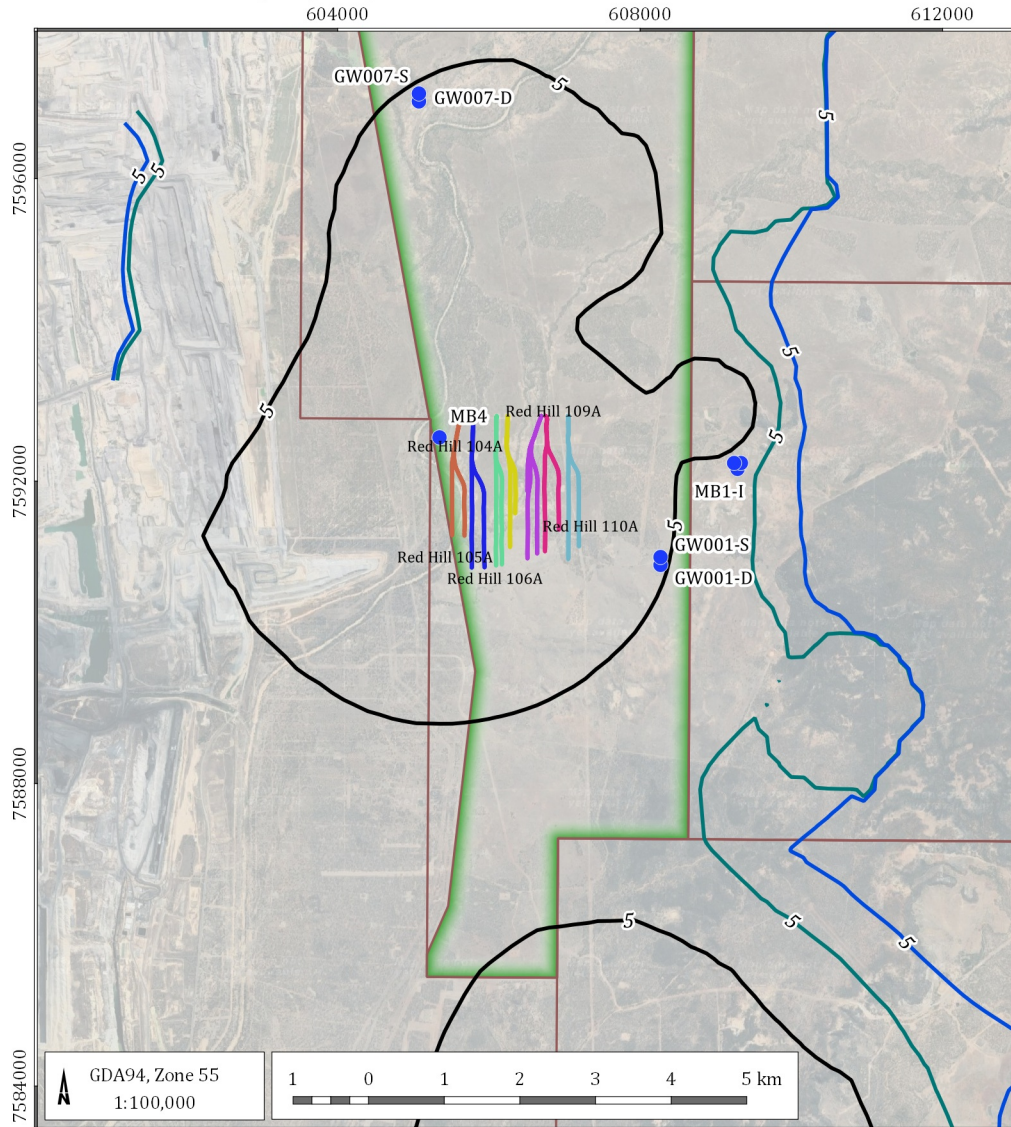 604000
608000
612000
GW007-S
GW007-D
5
5
5
5
7596000
5
5
5
MB4
Red Hill 109A
Red Hill 104A
5
7592000
MB1-I
5
Red Hill 110A
GW001-S
Red Hill 105A
GW001-D
Red Hill 106A
7588000
5
5
5
7584000
GDA94, Zone 55
1:100,000
1 0 1 2 3 4 5 km